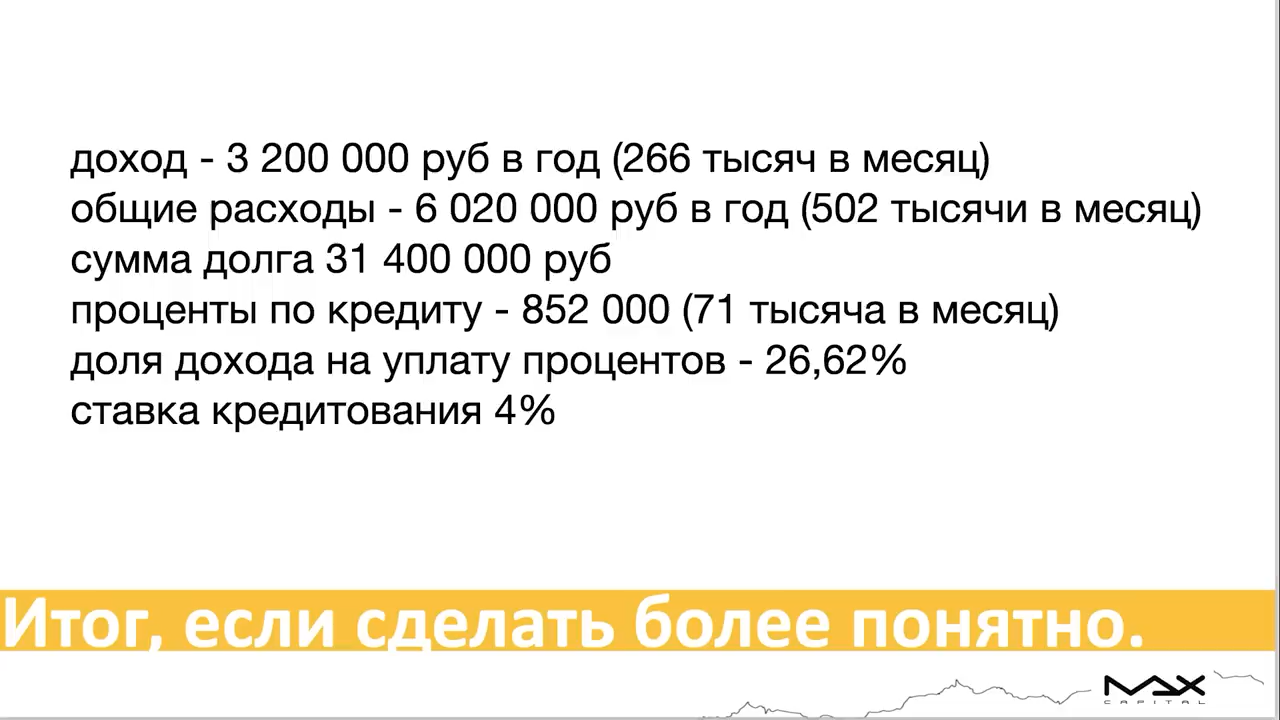 доход - 3 200 000 руб в год (266 тысяч в месяц)
общие расходы - 6 020 000 руб в год (502 тысячи в месяц)
сумма долга 31 400 000 руб
проценты по кредиту - 852 000 (71 тысяча в месяц)
доля дохода на уплату процентов - 26,62%
ставка кредитования 4%
Итог, если сделать более понятно.
MAX
CAPITAL